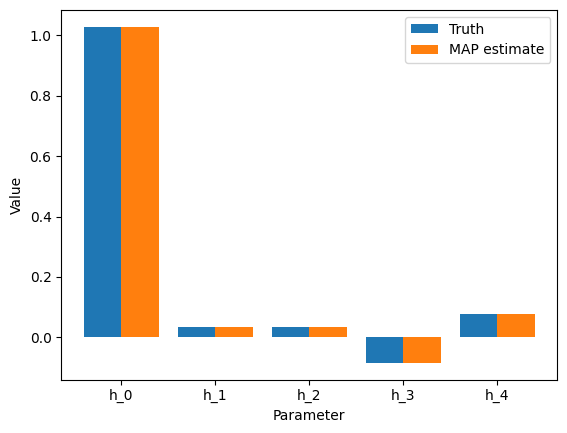 Truth
MAP estimate
1.0
0.8
0.6
0.4
0.2
0.0
Value
h_0 h_1 h_2 h_3 h_4
Parameter